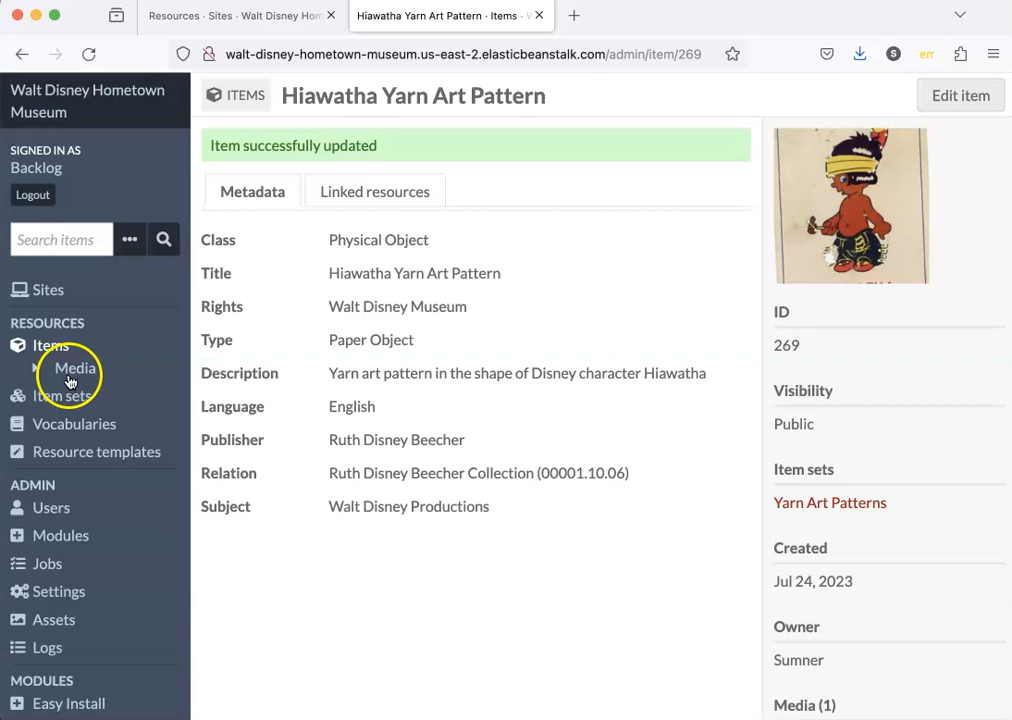 Resources · Sites · Walt Disney Hom
Hiawatha Yarn Art Pattern · Items · W
walt-disney-hometown-museum.us-east-2.elasticbeanstalk.com/admin/item/269
Walt Disney Hometown
Museum
SIGNED IN AS
Backlog
Logout
Search items
Sites
RESOURCES
Items
Media
Item sets
Vocabularies
Resource templates
ADMIN
Users
Modules
Jobs
Settings
Assets
Logs
MODULES
Easy Install
ITEMS
Hiawatha Yarn Art Pattern
Edit item
Item successfully updated
Metadata
Linked resources
Class Physical Object
Title Hiawatha Yarn Art Pattern
Rights Walt Disney Museum
Type Paper Object
Description Yarn art pattern in the shape of Disney character Hiawatha
Language English
Publisher Ruth Disney Beecher
Relation Ruth Disney Beecher Collection (00001.10.06)
Subject Walt Disney Productions
ID
269
Visibility
Public
Item sets
Yarn Art Patterns
Created
Jul 24, 2023
Owner
Sumner
Media (1)